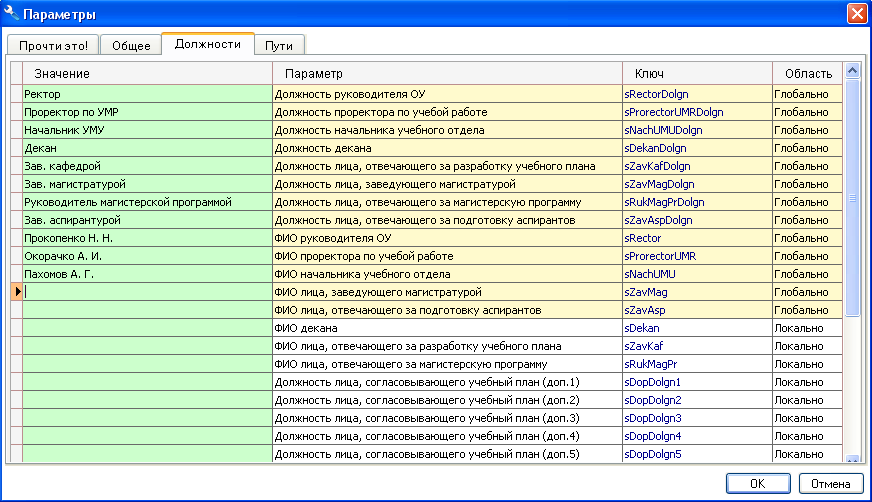 Параметры
Прочти это! Общее Должности Пути
Значение Параметр Ключ Область
Ректор Должность руководителя ОУ sRectorDolgn Глобально
Проректор по УМР Должность проректора по учебой работе sProrectorUMRDolgn Глобально
Начальник УМУ Должность начальника учебного отдела sNachUMUDolgn Глобально
Декан Должность декана sDekanDolgn Глобально
Зав. кафедрой Должность лица, отвечающего за разработку учебного плана sZavKafDolgn Глобально
Зав. магистратурой Должность лица, заведующего магистратурой sZavMagDolgn Глобально
Руководитель магистерской программой Должность лица, отвечающего за магистерскую программу sRukMagPrDolgn Глобально
Зав. аспирантурой Должность лица, отвечающего за подготовку аспирантов sZavAspDolgn Глобально
Прокопенко Н. Н. ФИО руководителя ОУ sRector Глобально
Окорачко А. И. ФИО проректора по учебой работе sProrectorUMR Глобально
Пахомов А. Г. ФИО начальника учебного отдела sNachUMU Глобально
ФИО лица, заведующего магистратурой sZavMag Глобально
ФИО лица, отвечающего за подготовку аспирантов sZavAsp Глобально
ФИО декана sDekan Локально
ФИО лица, отвечающего за разработку учебного плана sZavKaf Локально
ФИО лица, отвечающего за магистерскую программу sRukMagPr Локально
Должность лица, согласовывающего учебный план (доп.1) sDopDolgn1 Локально
Должность лица, согласовывающего учебный план (доп.2) sDopDolgn2 Локально
Должность лица, согласовывающего учебный план (доп.3) sDopDolgn3 Локально
Должность лица, согласовывающего учебный план (доп.4) sDopDolgn4 Локально
Должность лица, согласовывающего учебный план (доп.5) sDopDolgn5 Локально
OK Отмена